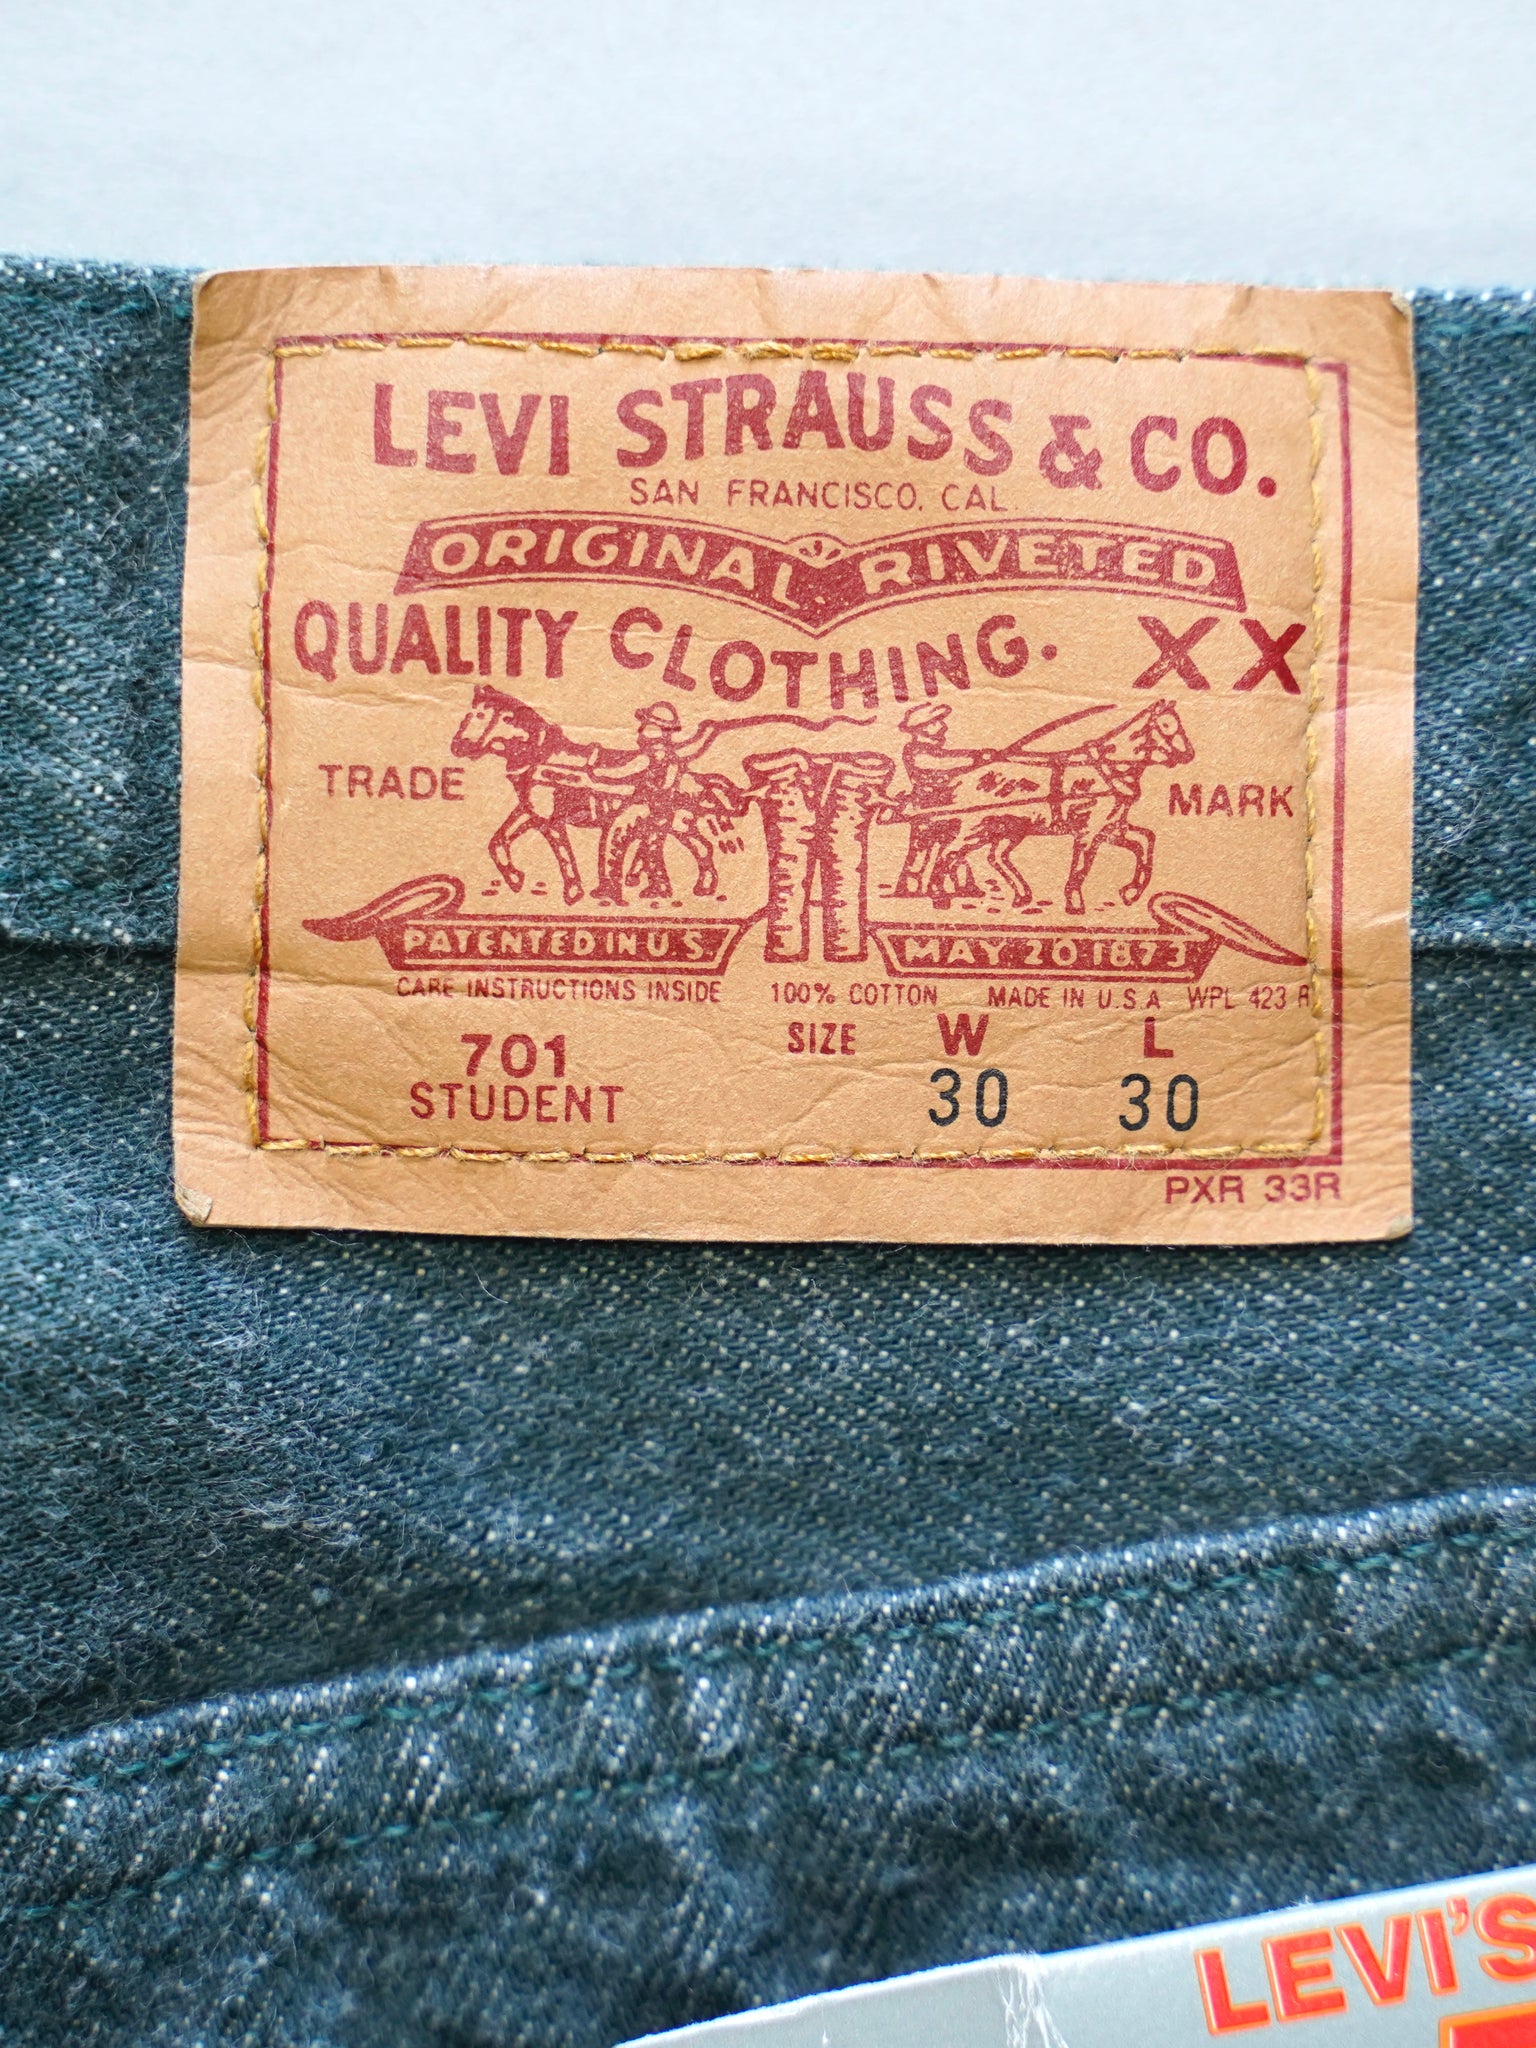 LEVI STRAUSS & CO.
SAN FRANCISCO, CAL.
ORIGINAL RIVETED
QUALITY CLOTHING. XX
TRADE MARK
PATENTED IN U.S. MAY 20 1873
CARE INSTRUCTIONS INSIDE 100% COTTON MADE IN U.S.A WPL 423 R
701 SIZE W L
STUDENT 30 30
PXR 33R
LEVI'S